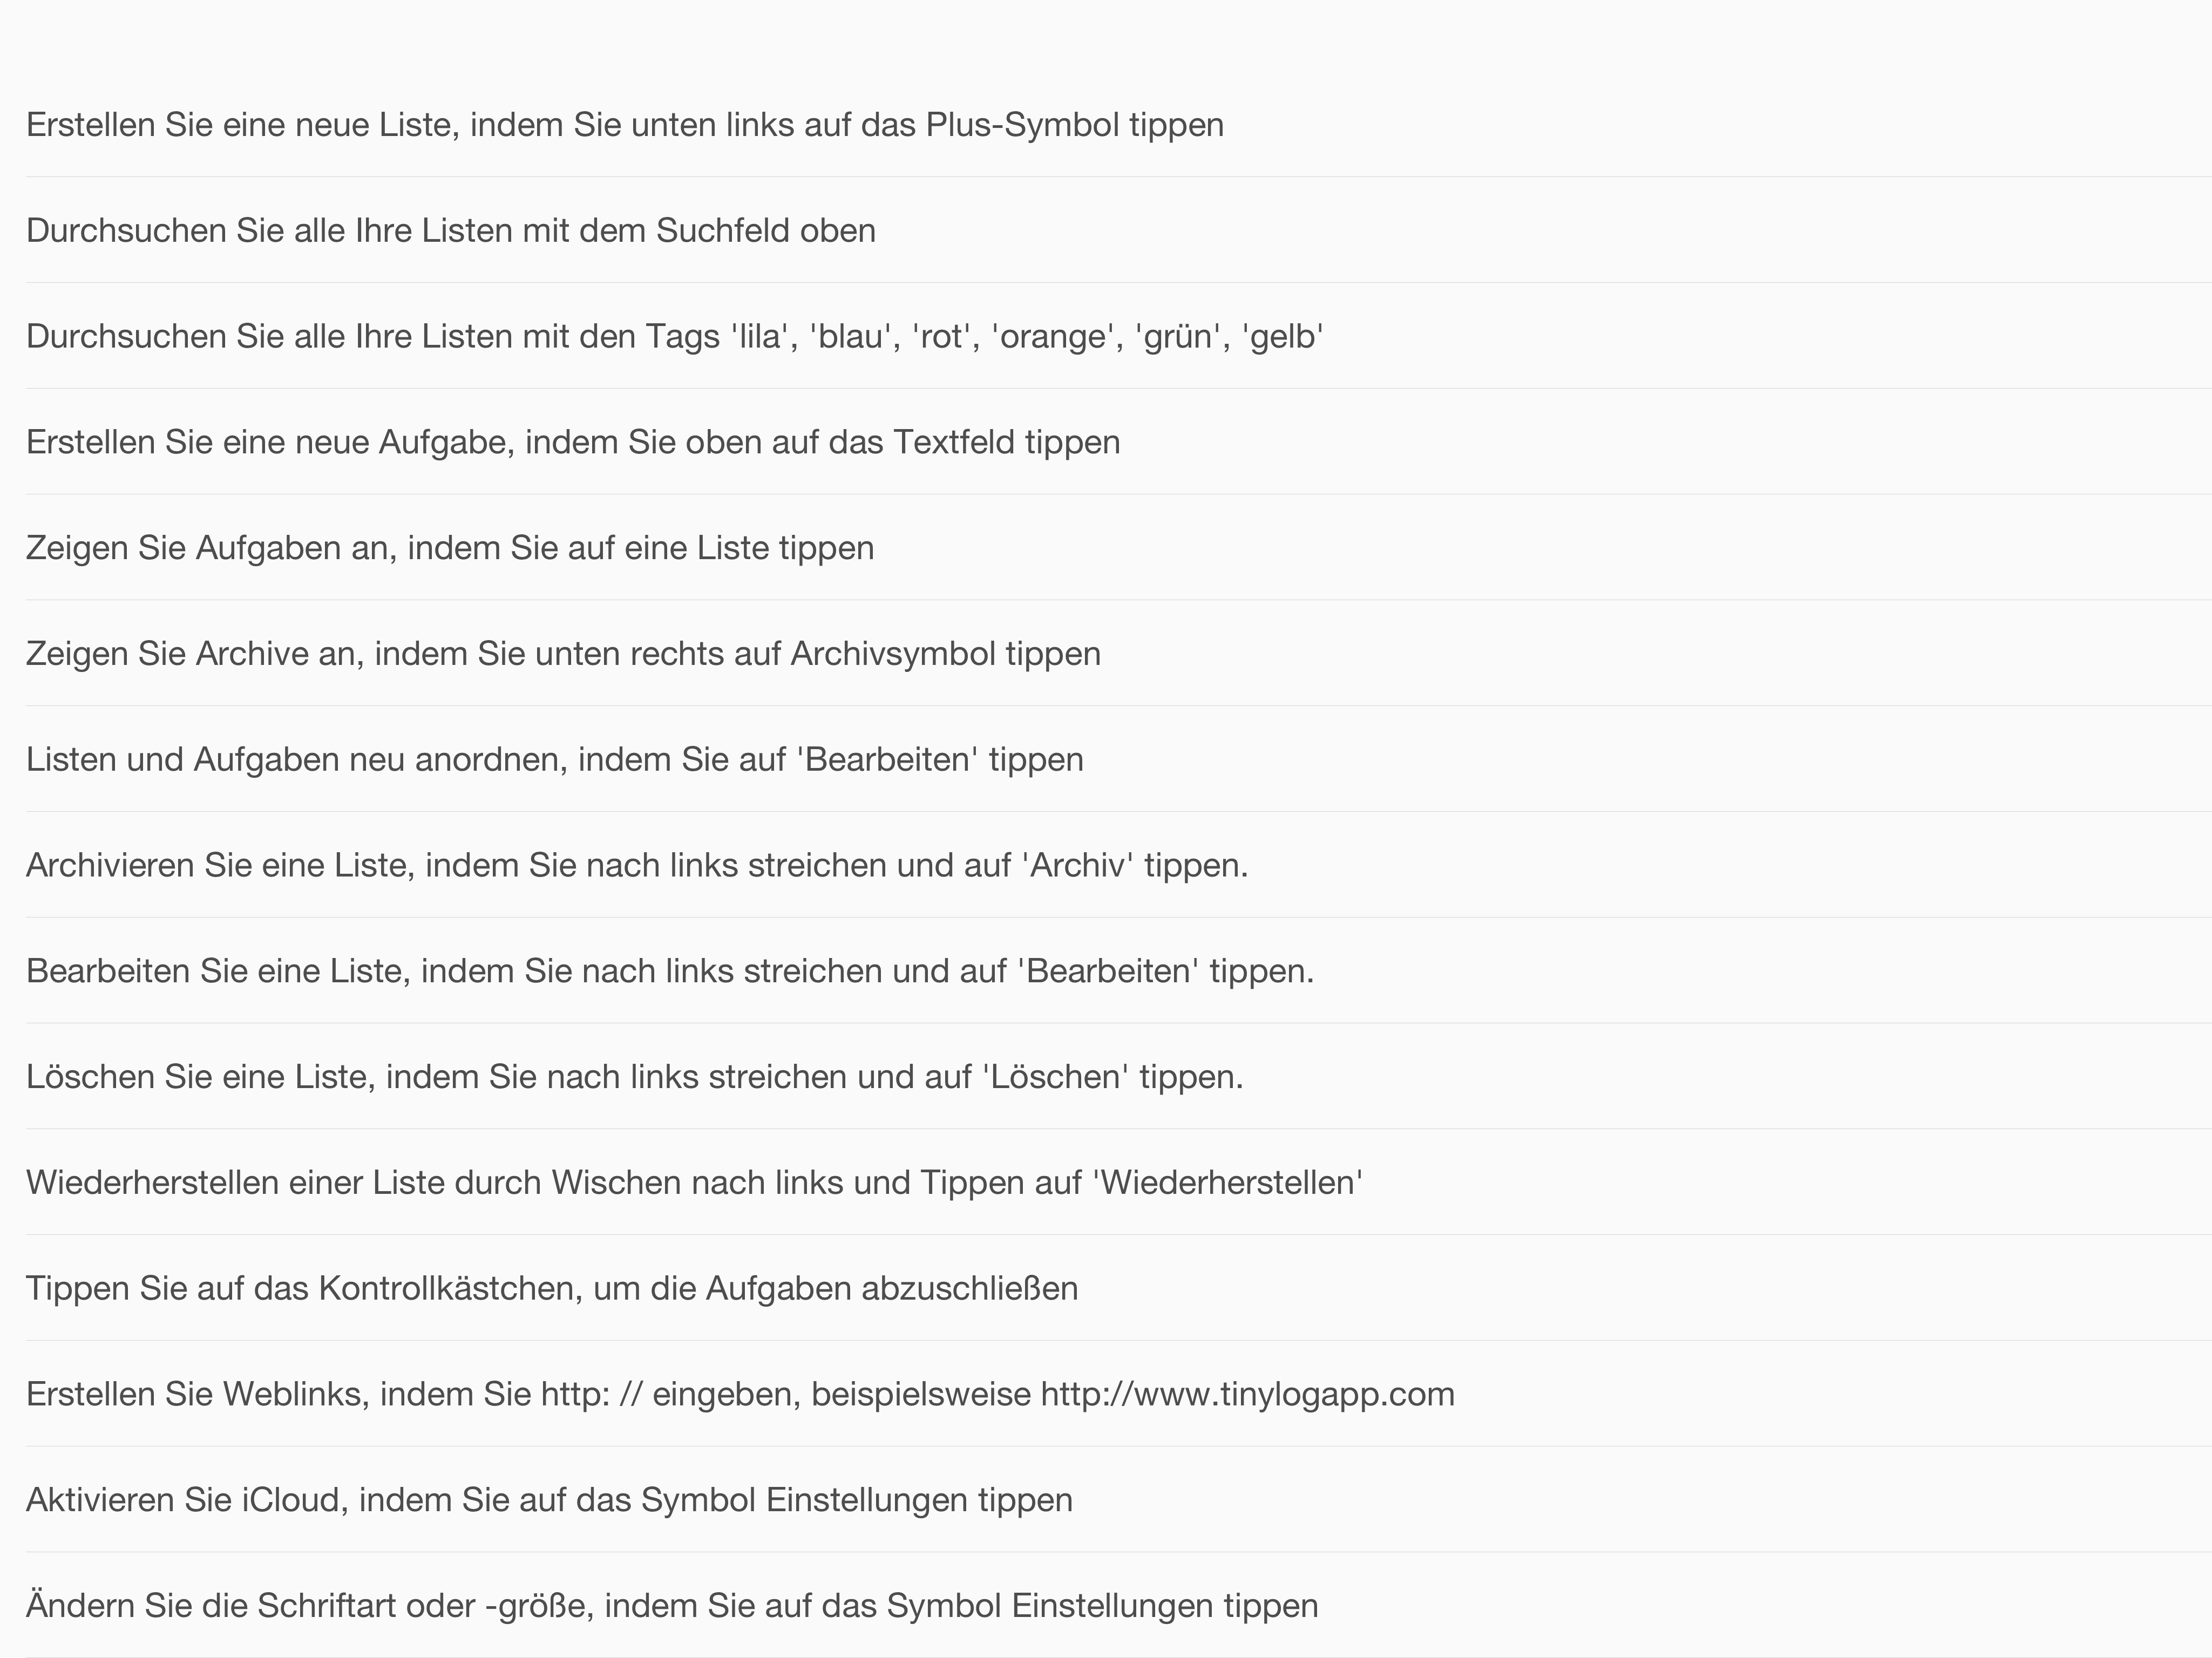 Erstellen Sie eine neue Liste, indem Sie unten links auf das Plus-Symbol tippen
Durchsuchen Sie alle Ihre Listen mit dem Suchfeld oben
Durchsuchen Sie alle Ihre Listen mit den Tags 'lila', 'blau', 'rot', 'orange', 'grün', 'gelb'
Erstellen Sie eine neue Aufgabe, indem Sie oben auf das Textfeld tippen
Zeigen Sie Aufgaben an, indem Sie auf eine Liste tippen
Zeigen Sie Archive an, indem Sie unten rechts auf Archivsymbol tippen
Listen und Aufgaben neu anordnen, indem Sie auf 'Bearbeiten' tippen
Archivieren Sie eine Liste, indem Sie nach links streichen und auf 'Archiv' tippen.
Bearbeiten Sie eine Liste, indem Sie nach links streichen und auf 'Bearbeiten' tippen.
Löschen Sie eine Liste, indem Sie nach links streichen und auf 'Löschen' tippen.
Wiederherstellen einer Liste durch Wischen nach links und Tippen auf 'Wiederherstellen'
Tippen Sie auf das Kontrollkästchen, um die Aufgaben abzuschließen
Erstellen Sie Weblinks, indem Sie http: // eingeben, beispielsweise http://www.tinylogapp.com
Aktivieren Sie iCloud, indem Sie auf das Symbol Einstellungen tippen
Ändern Sie die Schriftart oder -größe, indem Sie auf das Symbol Einstellungen tippen